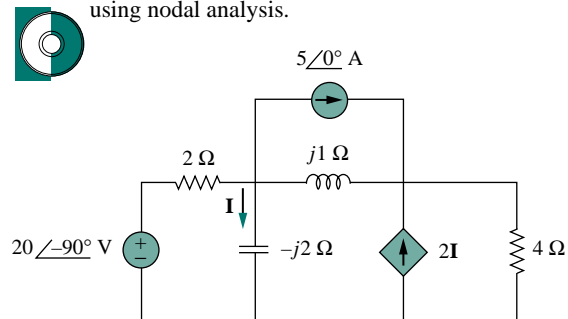 using nodal analysis.
5∠0° A
2 Ω
j1 Ω
I
20∠–90° V
+
–
–j2 Ω
2I
4 Ω